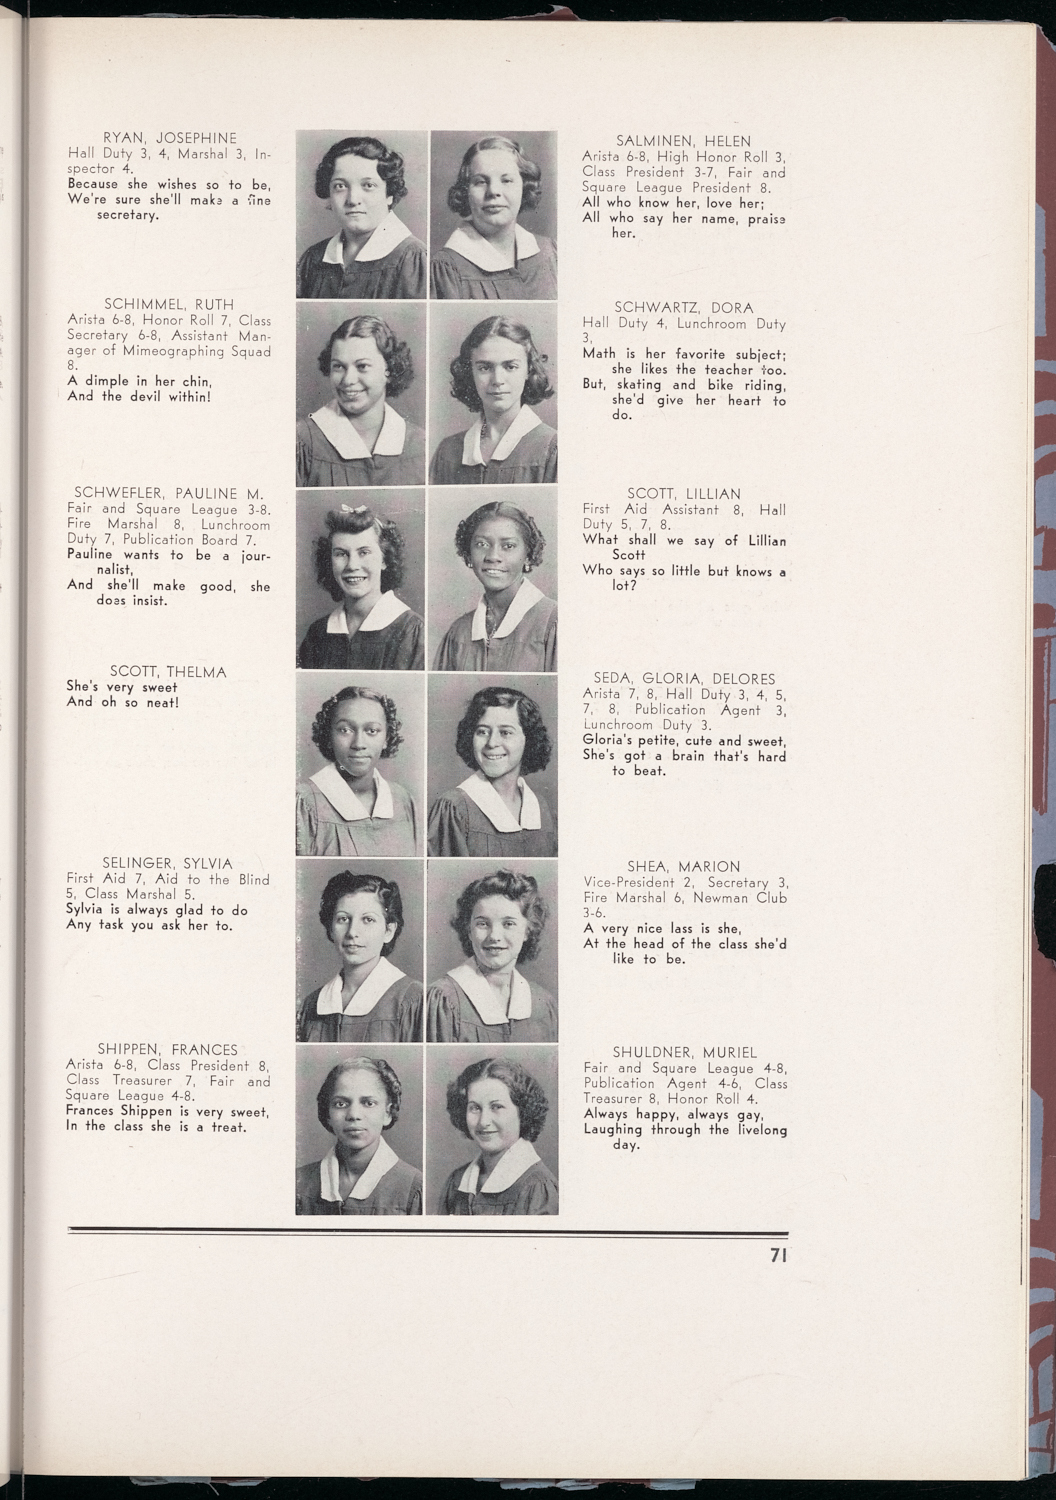 RYAN, JOSEPHINE
Hall Duty 3, 4, Marshal 3, In-
spector 4.
Because she wishes so to be,
We're sure she'll make a fine
secretary.
SALMINEN, HELEN
Arista 6-8, High Honor Roll 3,
Class President 3-7, Fair and
Square League President 8.
All who know her, love her;
All who say her name, praise
her.
SCHIMMEL, RUTH
Arista 6-8, Honor Roll 7, Class
Secretary 6-8, Assistant Man-
ager of Mimeographing Squad
8.
A dimple in her chin,
And the devil within!
SCHWARTZ, DORA
Hall Duty 4, Lunchroom Duty
3,
Math is her favorite subject;
she likes the teacher too.
But, skating and bike riding,
she'd give her heart to
do.
SCHWEFLER, PAULINE M.
Fair and Square League 3-8.
Fire Marshal 8, Lunchroom
Duty 7, Publication Board 7.
Pauline wants to be a jour-
nalist,
And she'll make good, she
does insist.
SCOTT, LILLIAN
First Aid Assistant 8, Hall
Duty 5, 7, 8.
What shall we say of Lillian
Scott
Who says so little but knows a
lot?
SCOTT, THELMA
She's very sweet
And oh so neat!
SEDA, GLORIA, DELORES
Arista 7, 8, Hall Duty 3, 4, 5,
7, 8, Publication Agent 3,
Lunchroom Duty 3.
Gloria's petite, cute and sweet,
She's got a brain that's hard
to beat.
SELINGER, SYLVIA
First Aid 7, Aid to the Blind
5, Class Marshal 5.
Sylvia is always glad to do
Any task you ask her to.
SHEA, MARION
Vice-President 2, Secretary 3,
Fire Marshal 6, Newman Club
3-6.
A very nice lass is she,
At the head of the class she'd
like to be.
SHIPPEN, FRANCES
Arista 6-8, Class President 8,
Class Treasurer 7, Fair and
Square League 4-8.
Frances Shippen is very sweet,
In the class she is a treat.
SHULDNER, MURIEL
Fair and Square League 4-8,
Publication Agent 4-6, Class
Treasurer 8, Honor Roll 4.
Always happy, always gay,
Laughing through the livelong
day.
71